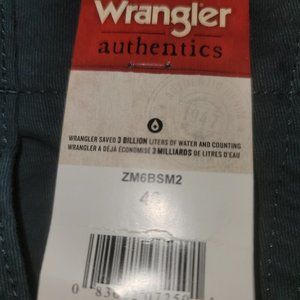 Wrangler
authentics
1947
WRANGLER SAVED 3 BILLION LITERS OF WATER AND COUNTING
WRANGLER A DÉJÀ ÉCONOMISÉ 3 MILLIARDS DE LITRES D'EAU
ZM6BSM2